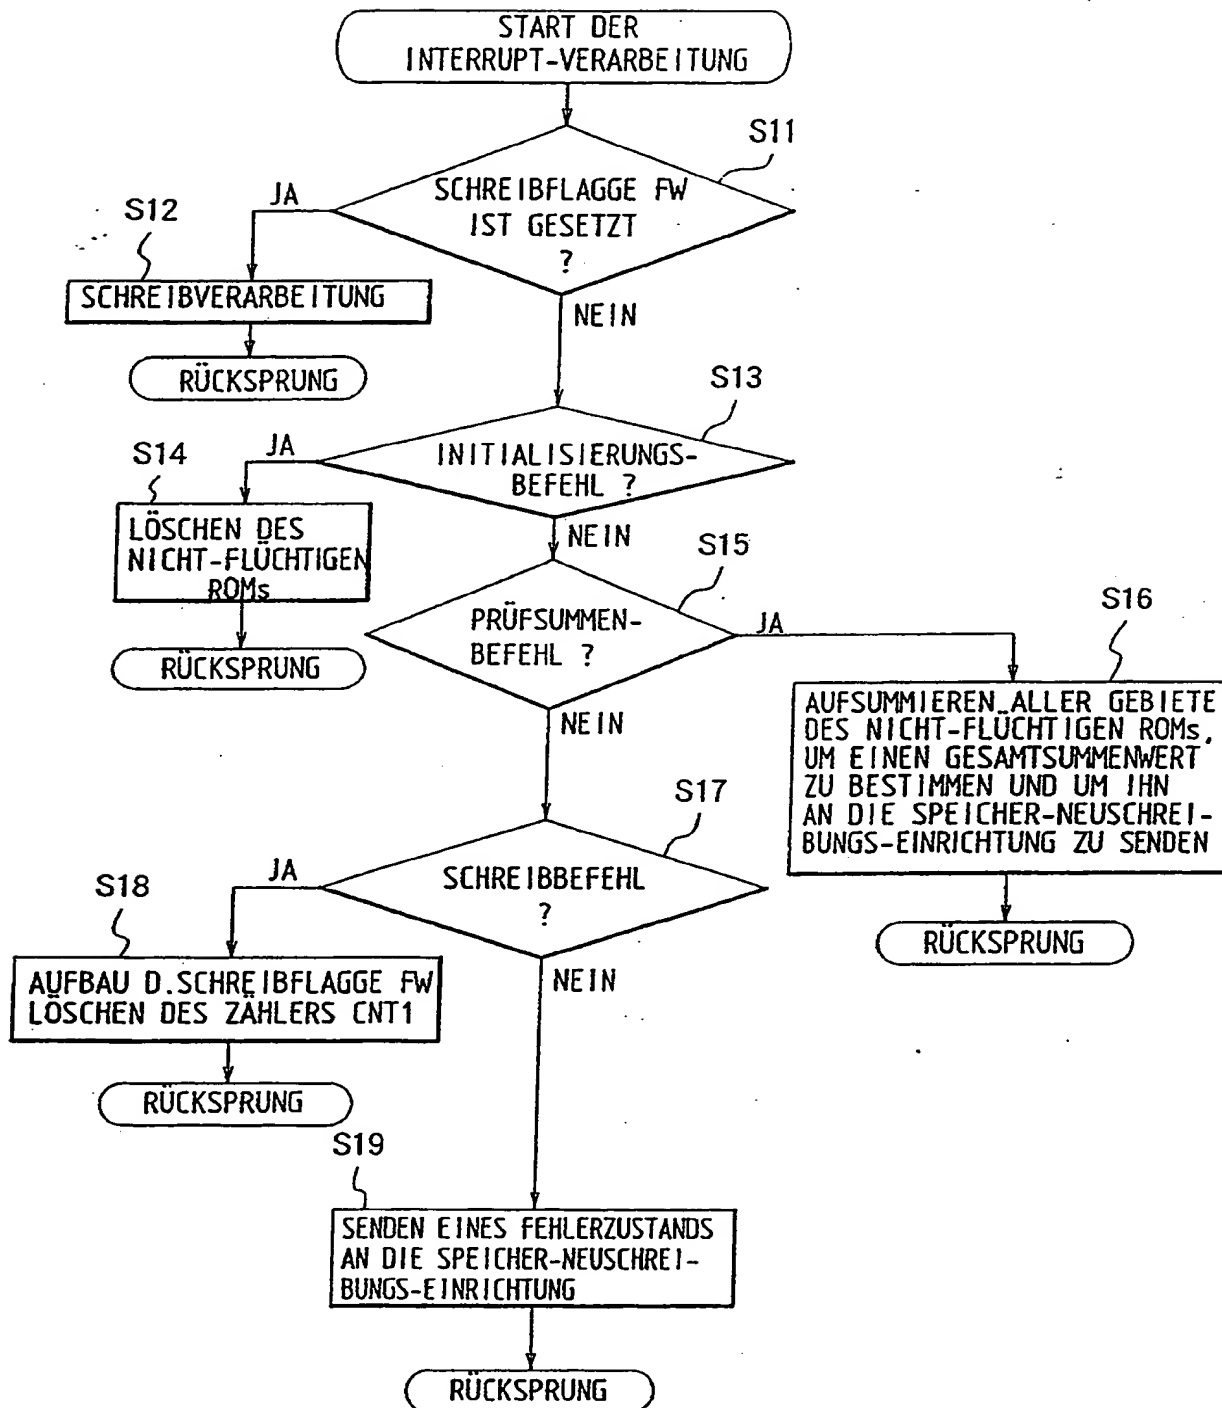 START DER
INTERRUPT-VERARBEITUNG
S11
SCHREIBFLAGGE FW
IST GESETZT
?
JA
S12
SCHREIBVERARBEITUNG
NEIN
RÜCKSPRUNG
S13
INITIALISIERUNGS-
BEFEHL ?
JA
S14
LÖSCHEN DES
NICHT-FLÜCHTIGEN
ROMs
NEIN
RÜCKSPRUNG
S15
PRÜFSUMMEN-
BEFEHL ?
JA
S16
AUFSUMMIEREN ALLER GEBIETE
DES NICHT-FLÜCHTIGEN ROMs,
UM EINEN GESAMTSUMMENWERT
ZU BESTIMMEN UND UM IHN
AN DIE SPEICHER-NEUSCHREI-
BUNGS-EINRICHTUNG ZU SENDEN
RÜCKSPRUNG
NEIN
S17
SCHREIBBEFEHL
?
JA
S18
AUFBAU D.SCHREIBFLAGGE FW
LÖSCHEN DES ZÄHLERS CNT1
RÜCKSPRUNG
NEIN
S19
SENDEN EINES FEHLERZUSTANDS
AN DIE SPEICHER-NEUSCHREI-
BUNGS-EINRICHTUNG
RÜCKSPRUNG